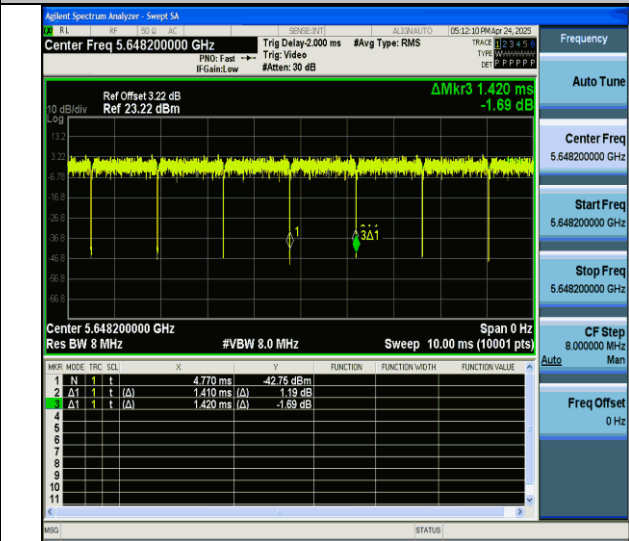 Agilent Spectrum Analyzer - Swept SA
RL RF 50 Ω AC SENSE:INT ALIGNAUTO 05:12:10 PM Apr 24, 2025
Center Freq 5.648200000 GHz
PNO: Fast
IFGain:Low
Trig Delay-2.000 ms
Trig: Video
#Atten: 30 dB
#Avg Type: RMS
TRACE 1 2 3 4 5 6
TYPE WWWWWW
DET P P P P P P
Frequency
Auto Tune
ΔMkr3 1.420 ms
-1.69 dB
Ref Offset 3.22 dB
10 dB/div Ref 23.22 dBm
Log
13.2
3.22
-6.78
-16.8
-26.8
-36.8
-46.8
-56.8
-66.8
1
3Δ1
Center Freq
5.648200000 GHz
Start Freq
5.648200000 GHz
Stop Freq
5.648200000 GHz
CF Step
8.000000 MHz
Auto Man
Freq Offset
0 Hz
Center 5.648200000 GHz Span 0 Hz
Res BW 8 MHz #VBW 8.0 MHz Sweep 10.00 ms (10001 pts)
MKR MODE TRC SCL X Y FUNCTION FUNCTION WIDTH FUNCTION VALUE
1 N 1 t 4.770 ms -42.75 dBm
2 Δ1 1 t (Δ) 1.410 ms (Δ) 1.19 dB
3 Δ1 1 t (Δ) 1.420 ms (Δ) -1.69 dB
4
5
6
7
8
9
10
11
MSG STATUS